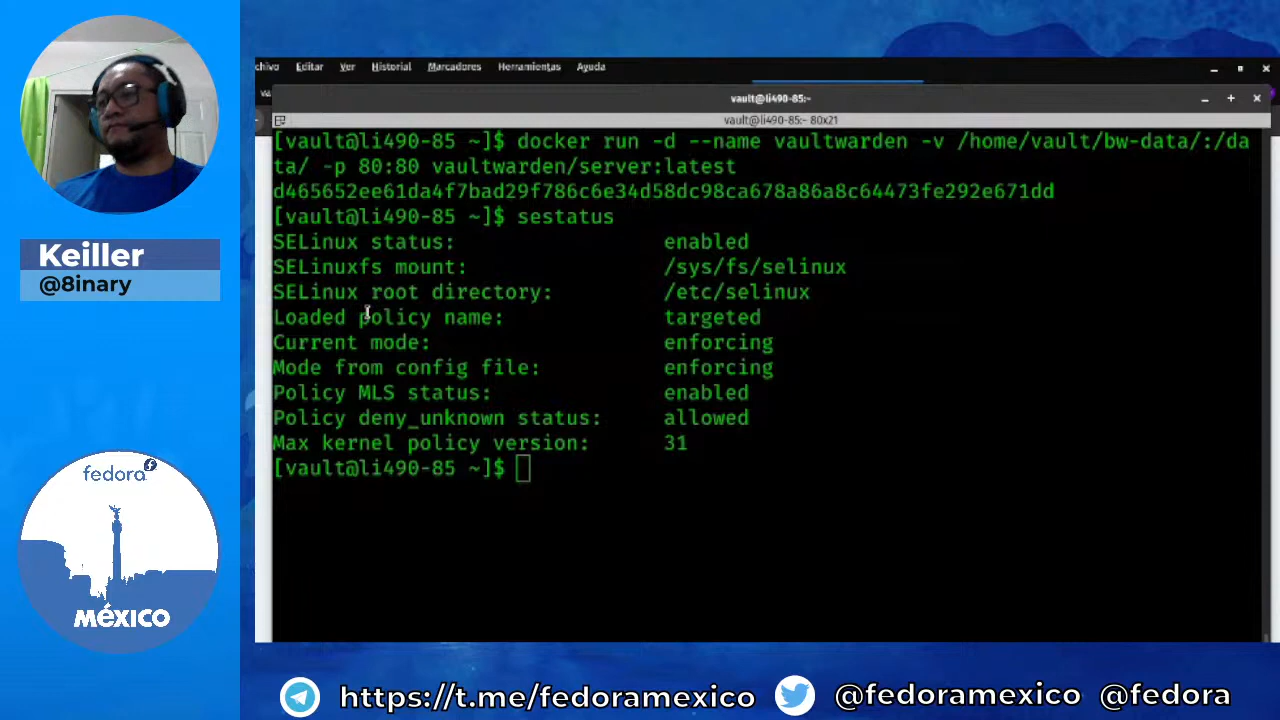 Keiller
@8inary
fedora
MÉXICO
chivo Editar Ver Historial Marcadores Herramientas Ayuda
va
vault@li490-85:~
vault@li490-85:~ 80x21
[vault@li490-85 ~]$ docker run -d --name vaultwarden -v /home/vault/bw-data/:/da
ta/ -p 80:80 vaultwarden/server:latest
d465652ee61da4f7bad29f786c6e34d58dc98ca678a86a8c64473fe292e671dd
[vault@li490-85 ~]$ sestatus
SELinux status: enabled
SELinuxfs mount: /sys/fs/selinux
SELinux root directory: /etc/selinux
Loaded policy name: targeted
Current mode: enforcing
Mode from config file: enforcing
Policy MLS status: enabled
Policy deny_unknown status: allowed
Max kernel policy version: 31
[vault@li490-85 ~]$
https://t.me/fedoramexico @fedoramexico @fedora